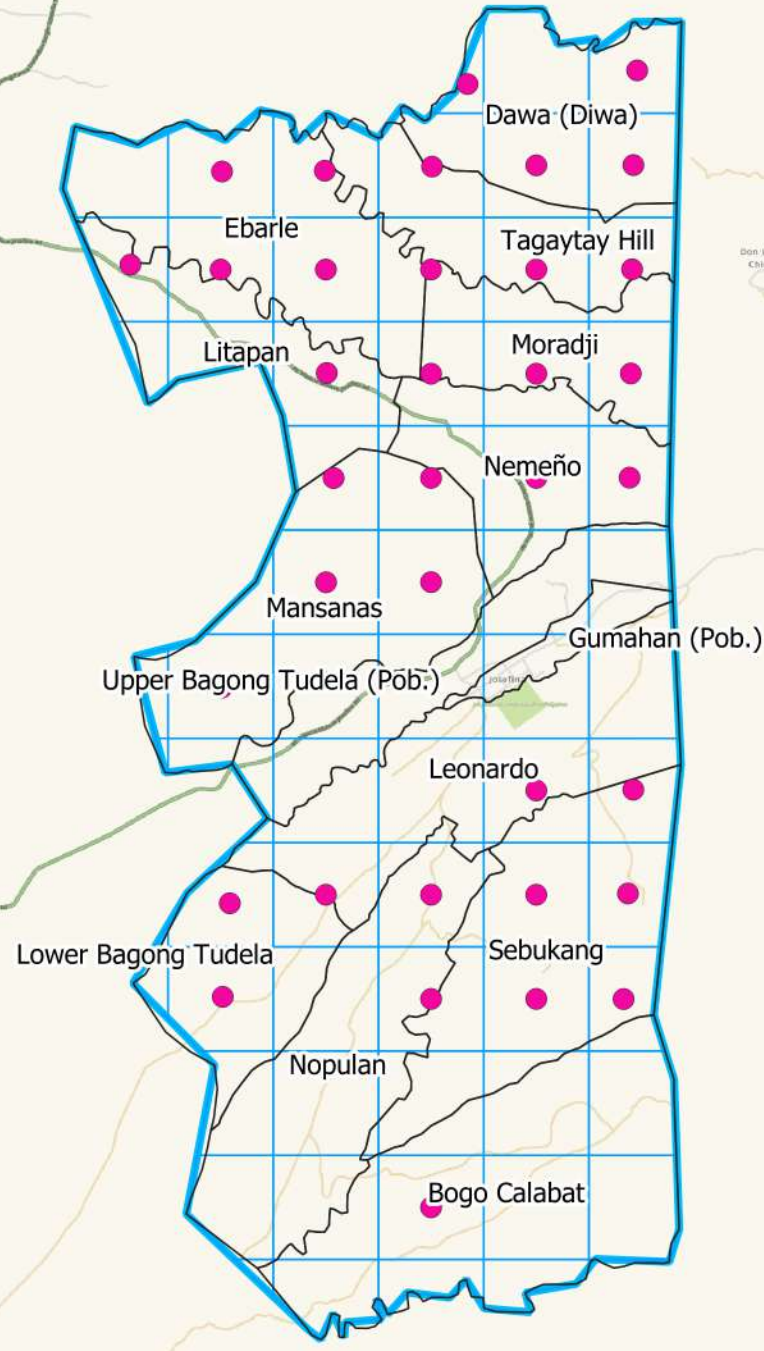 Dawa (Diwa)
Ebarle
Tagaytay Hill
Moradji
Litapan
Nemeño
Mansanas
Gumahan (Pob.)
Upper Bagong Tudela (Pob.)
Josefina
Leonardo
Lower Bagong Tudela
Sebukang
Nopulan
Bogo Calabat